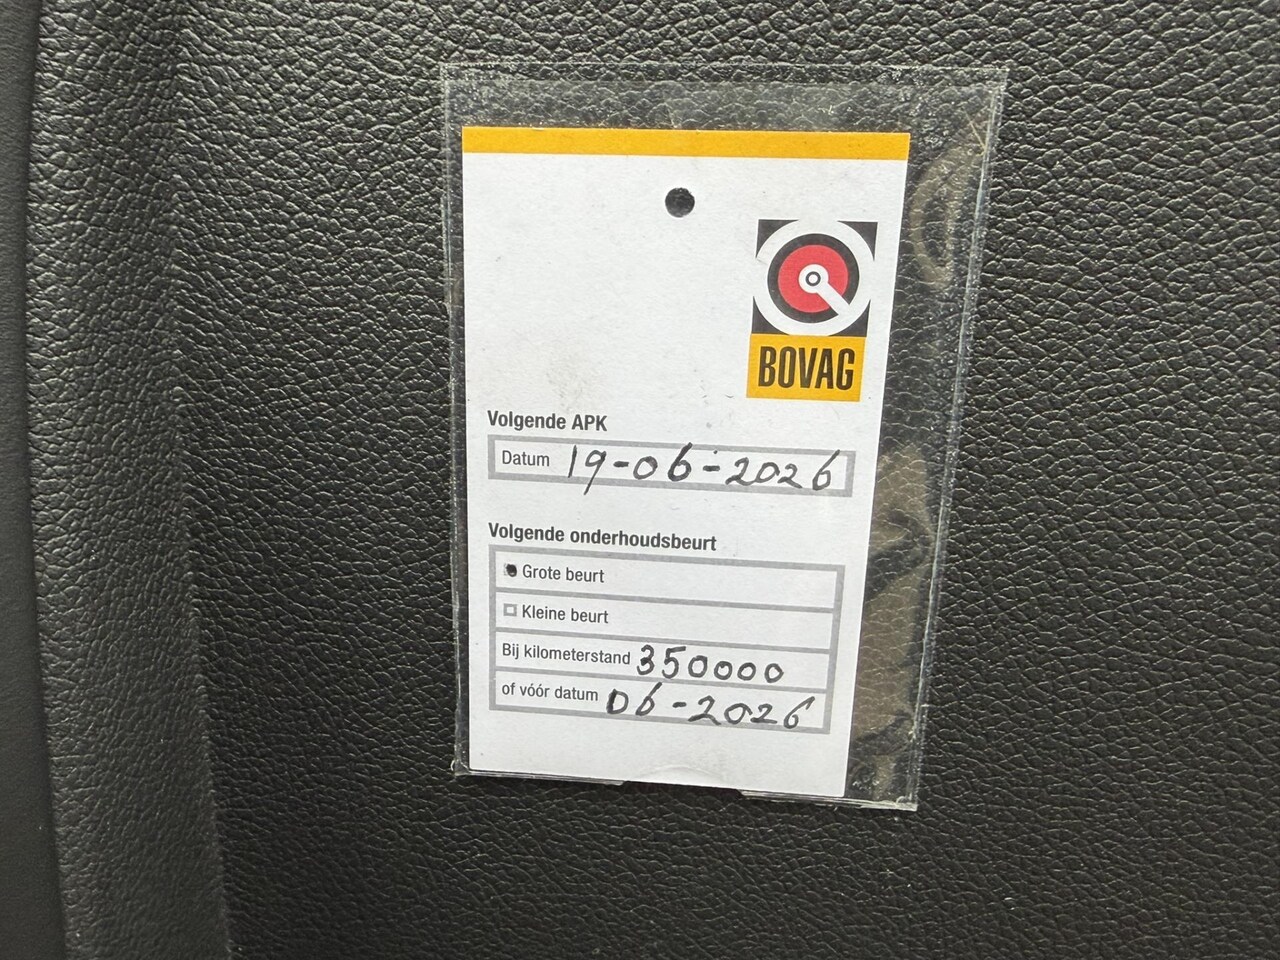 BOVAG
Volgende APK
Datum 19-06-2026
Volgende onderhoudsbeurt
Grote beurt
Kleine beurt
Bij kilometerstand 350000
of vóór datum 06-2026